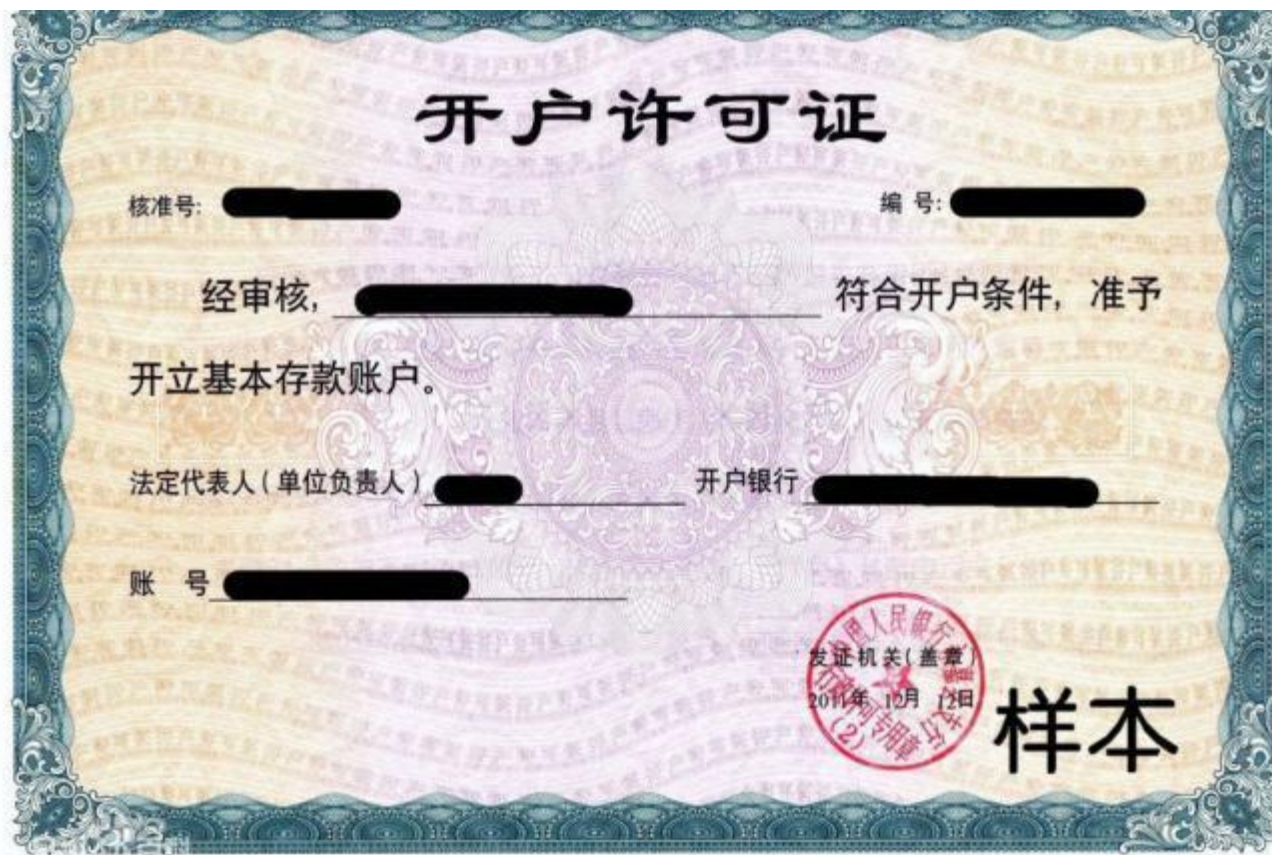 开户许可证
核准号: 编 号:
经审核, 符合开户条件, 准予
开立基本存款账户。
法定代表人(单位负责人) 开户银行
账 号
发证机关(盖章)
2011年 12月 12日
样本